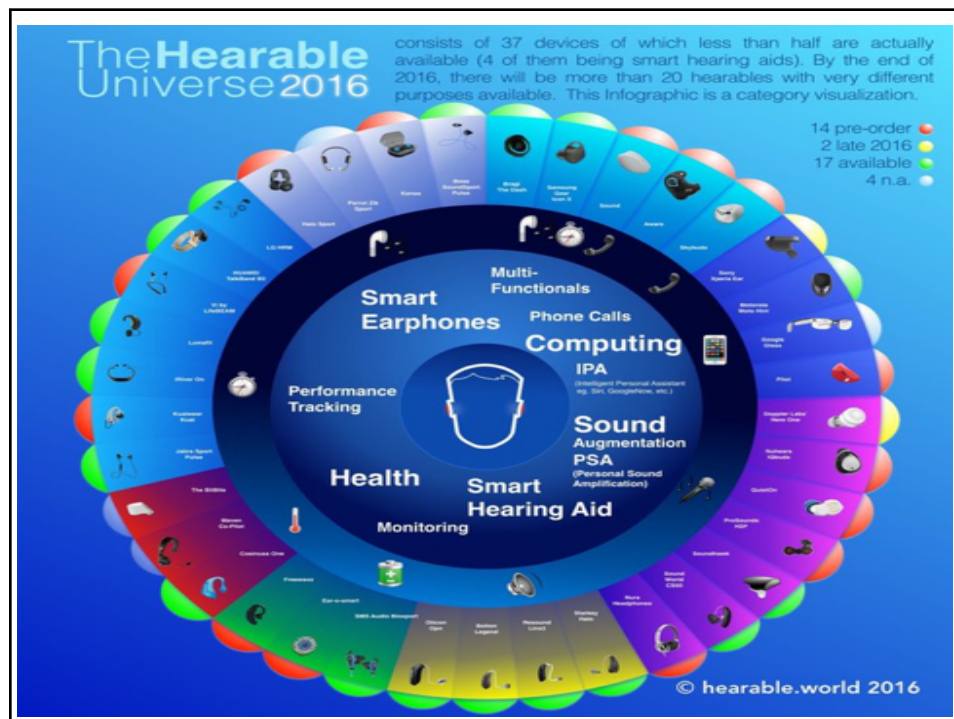 The Hearable
Universe 2016
consists of 37 devices of which less than half are actually
available (4 of them being smart hearing aids). By the end of
2016, there will be more than 20 hearables with very different
purposes available. This Infographic is a category visualization.
14 pre-order
2 late 2016
17 available
4 n.a.
Halo Sport
Parrot Zik
Sport
Bose
SoundSport
Pulse
Bragi
The Dash
Samsung
Gear
Icon X
Sound
Aware
Skybuds
Sony
Xperia Ear
Motorola
Moto Hint
Google
Glass
Pilot
Doppler Labs'
Here One
Nuheara
IQbuds
QuietOn
ProSounds
H2P
Soundhawk
Sound
World
CS50
Nura
Headphones
Starkey
Halo
Resound
Linx2
Beltone
Legend
Oticon
Opn
SMS Audio Biosport
Ear-o-smart
Freewavz
Cosinuss One
Maven
Co-Pilot
The BitBite
Jabra Sport
Pulse
Kuaiwear
Kuai
iRiver On
Lumafit
Vi by
LifeBEAM
HUAWEI
TalkBand B2
LG HRM
Multi-
Functionals
Smart
Earphones
Phone Calls
Computing
IPA
(Intelligent Personal Assistant
eg. Siri, GoogleNow, etc.)
Performance
Tracking
Sound
Augmentation
PSA
(Personal Sound
Amplification)
Health
Smart
Hearing Aid
Monitoring
© hearable.world 2016